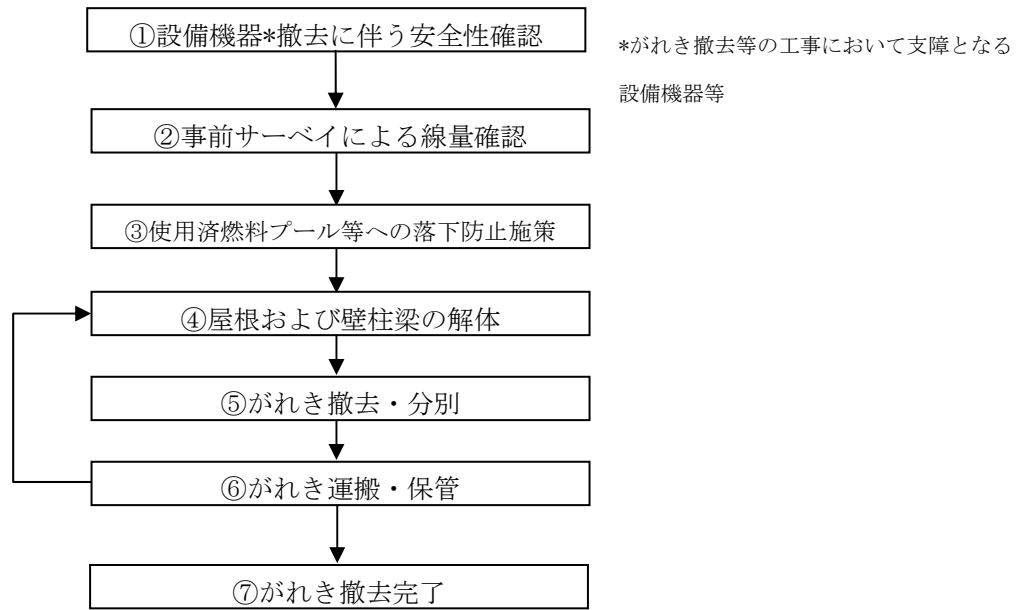 ①設備機器*撤去に伴う安全性確認
*がれき撤去等の工事において支障となる
設備機器等
②事前サーベイによる線量確認
③使用済燃料プール等への落下防止施策
④屋根および壁柱梁の解体
⑤がれき撤去・分別
⑥がれき運搬・保管
⑦がれき撤去完了